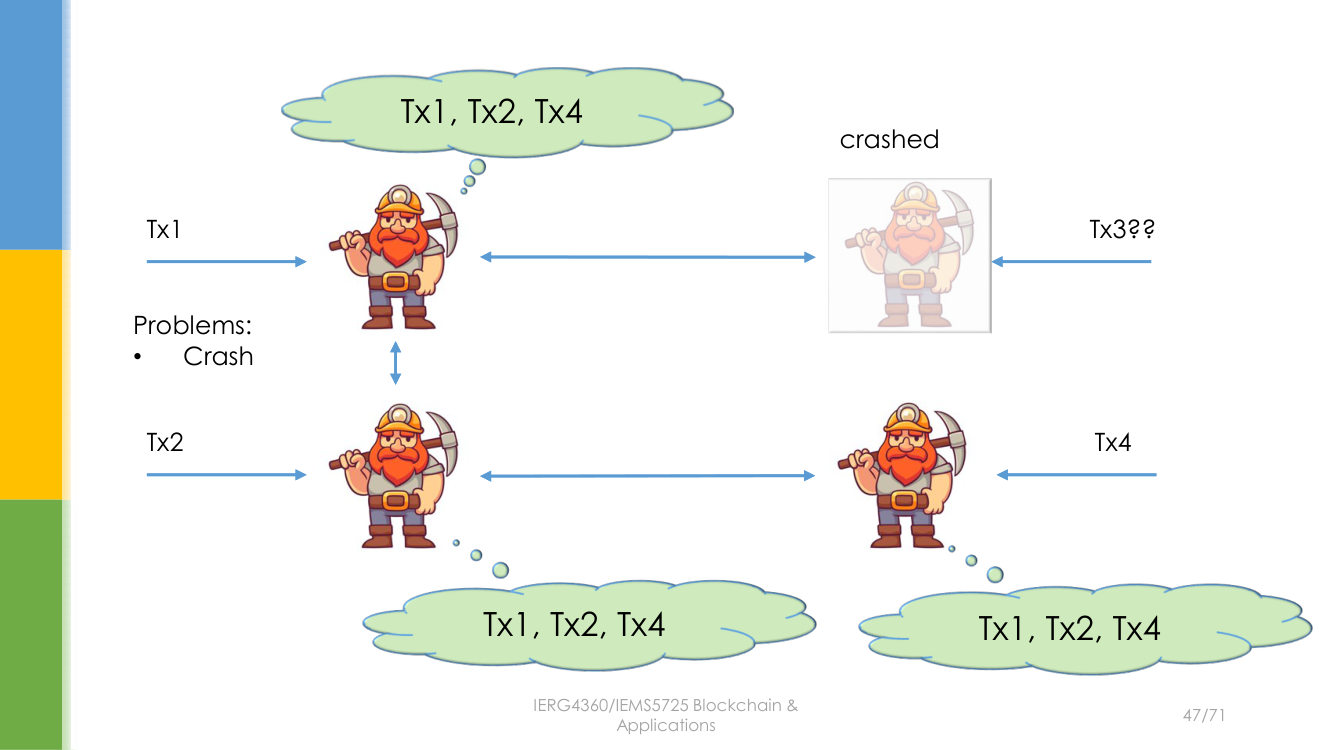 Tx1, Tx2, Tx4
crashed
Tx1
Tx3??
Problems:
• Crash
Tx2
Tx4
Tx1, Tx2, Tx4
Tx1, Tx2, Tx4
IERG4360/IEMS5725 Blockchain &
Applications
47/71